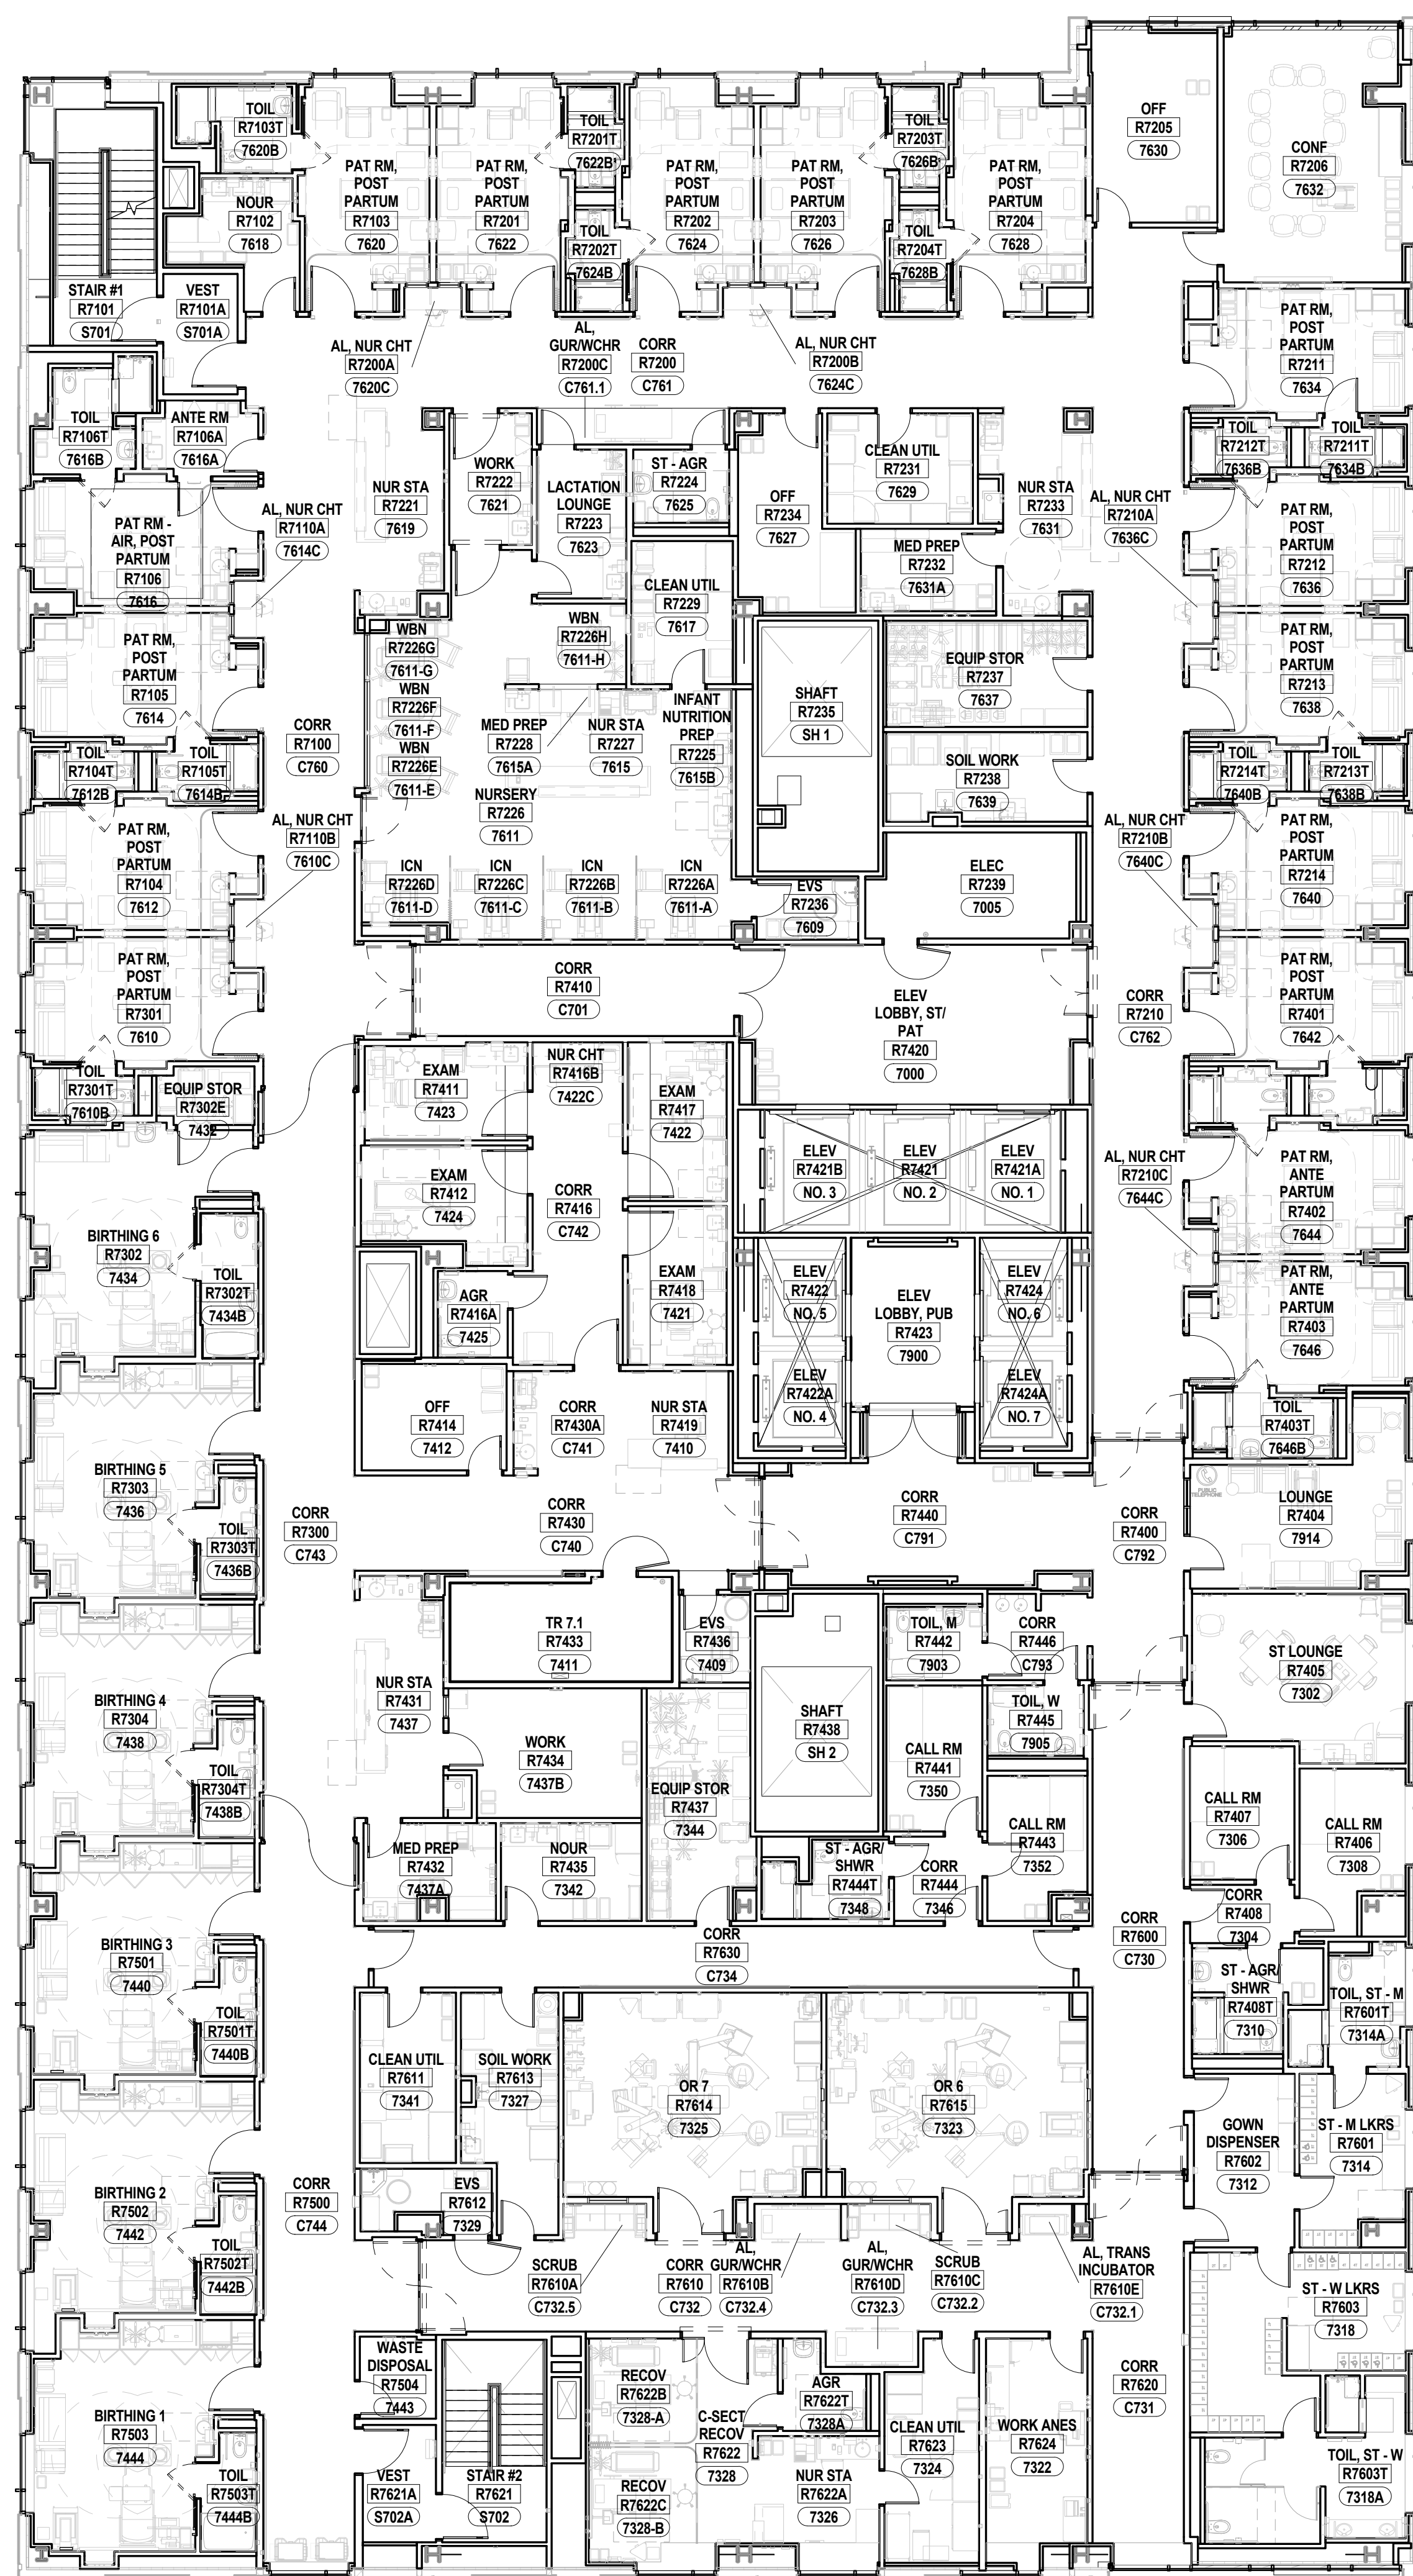 TOIL
R7103T
7620B
NOUR
R7102
7618
PAT RM,
POST
PARTUM
R7103
7620
PAT RM,
POST
PARTUM
R7201
7622
TOIL
R7201T
7622B
TOIL
R7202T
7624B
PAT RM,
POST
PARTUM
R7202
7624
PAT RM,
POST
PARTUM
R7203
7626
TOIL
R7203T
7626B
TOIL
R7204T
7628B
PAT RM,
POST
PARTUM
R7204
7628
OFF
R7205
7630
CONF
R7206
7632
STAIR #1
R7101
S701
VEST
R7101A
S701A
AL, NUR CHT
R7200A
7620C
AL,
GUR/WCHR
R7200C
C761.1
CORR
R7200
C761
AL, NUR CHT
R7200B
7624C
PAT RM,
POST
PARTUM
R7211
7634
TOIL
R7106T
7616B
ANTE RM
R7106A
7616A
NUR STA
R7221
7619
WORK
R7222
7621
LACTATION
LOUNGE
R7223
7623
ST - AGR
R7224
7625
OFF
R7234
7627
CLEAN UTIL
R7231
7629
NUR STA
R7233
7631
MED PREP
R7232
7631A
TOIL
R7212T
7636B
TOIL
R7211T
7634B
AL, NUR CHT
R7210A
7636C
PAT RM,
POST
PARTUM
R7212
7636
PAT RM -
AIR, POST
PARTUM
R7106
7616
AL, NUR CHT
R7110A
7614C
CLEAN UTIL
R7229
7617
WBN
R7226H
7611-H
WBN
R7226G
7611-G
WBN
R7226F
7611-F
WBN
R7226E
7611-E
PAT RM,
POST
PARTUM
R7105
7614
CORR
R7100
C760
MED PREP
R7228
7615A
NUR STA
R7227
7615
INFANT
NUTRITION
PREP
R7225
7615B
NURSERY
R7226
7611
SHAFT
R7235
SH 1
EQUIP STOR
R7237
7637
SOIL WORK
R7238
7639
PAT RM,
POST
PARTUM
R7213
7638
TOIL
R7104T
7612B
TOIL
R7105T
7614B
TOIL
R7214T
7640B
TOIL
R7213T
7638B
AL, NUR CHT
R7110B
7610C
PAT RM,
POST
PARTUM
R7104
7612
ICN
R7226D
7611-D
ICN
R7226C
7611-C
ICN
R7226B
7611-B
ICN
R7226A
7611-A
EVS
R7236
7609
ELEC
R7239
7005
AL, NUR CHT
R7210B
7640C
PAT RM,
POST
PARTUM
R7214
7640
PAT RM,
POST
PARTUM
R7301
7610
CORR
R7410
C701
ELEV
LOBBY, ST/
PAT
R7420
7000
CORR
R7210
C762
PAT RM,
POST
PARTUM
R7401
7642
TOIL
R7301T
7610B
EQUIP STOR
R7302E
7432
EXAM
R7411
7423
NUR CHT
R7416B
7422C
EXAM
R7417
7422
EXAM
R7412
7424
CORR
R7416
C742
ELEV
R7421B
NO. 3
ELEV
R7421
NO. 2
ELEV
R7421A
NO. 1
AL, NUR CHT
R7210C
7644C
PAT RM,
ANTE
PARTUM
R7402
7644
BIRTHING 6
R7302
7434
TOIL
R7302T
7434B
AGR
R7416A
7425
EXAM
R7418
7421
ELEV
R7422
NO. 5
ELEV
LOBBY, PUB
R7423
7900
ELEV
R7424
NO. 6
PAT RM,
ANTE
PARTUM
R7403
7646
OFF
R7414
7412
CORR
R7430A
C741
NUR STA
R7419
7410
ELEV
R7422A
NO. 4
ELEV
R7424A
NO. 7
TOIL
R7403T
7646B
BIRTHING 5
R7303
7436
TOIL
R7303T
7436B
CORR
R7300
C743
CORR
R7430
C740
CORR
R7440
C791
CORR
R7400
C792
PUBLIC
TELEPHONE
LOUNGE
R7404
7914
TR 7.1
R7433
7411
EVS
R7436
7409
TOIL, M
R7442
7903
CORR
R7446
C793
ST LOUNGE
R7405
7302
NUR STA
R7431
7437
BIRTHING 4
R7304
7438
TOIL
R7304T
7438B
WORK
R7434
7437B
EQUIP STOR
R7437
7344
SHAFT
R7438
SH 2
TOIL, W
R7445
7905
CALL RM
R7441
7350
CALL RM
R7443
7352
CALL RM
R7407
7306
CALL RM
R7406
7308
MED PREP
R7432
7437A
NOUR
R7435
7342
ST - AGR/
SHWR
R7444T
7348
CORR
R7444
7346
CORR
R7408
7304
BIRTHING 3
R7501
7440
TOIL
R7501T
7440B
CORR
R7630
C734
CORR
R7600
C730
ST - AGR/
SHWR
R7408T
7310
TOIL, ST - M
R7601T
7314A
CLEAN UTIL
R7611
7341
SOIL WORK
R7613
7327
OR 7
R7614
7325
OR 6
R7615
7323
GOWN
DISPENSER
R7602
7312
ST - M LKRS
R7601
7314
BIRTHING 2
R7502
7442
TOIL
R7502T
7442B
CORR
R7500
C744
EVS
R7612
7329
SCRUB
R7610A
C732.5
CORR
R7610
C732
AL,
GUR/WCHR
R7610B
C732.4
AL,
GUR/WCHR
R7610D
C732.3
SCRUB
R7610C
C732.2
AL, TRANS
INCUBATOR
R7610E
C732.1
ST - W LKRS
R7603
7318
WASTE
DISPOSAL
R7504
7443
BIRTHING 1
R7503
7444
TOIL
R7503T
7444B
VEST
R7621A
S702A
STAIR #2
R7621
S702
RECOV
R7622B
7328-A
C-SECT
RECOV
R7622
7328
AGR
R7622T
7328A
RECOV
R7622C
7328-B
NUR STA
R7622A
7326
CLEAN UTIL
R7623
7324
WORK ANES
R7624
7322
CORR
R7620
C731
TOIL, ST - W
R7603T
7318A